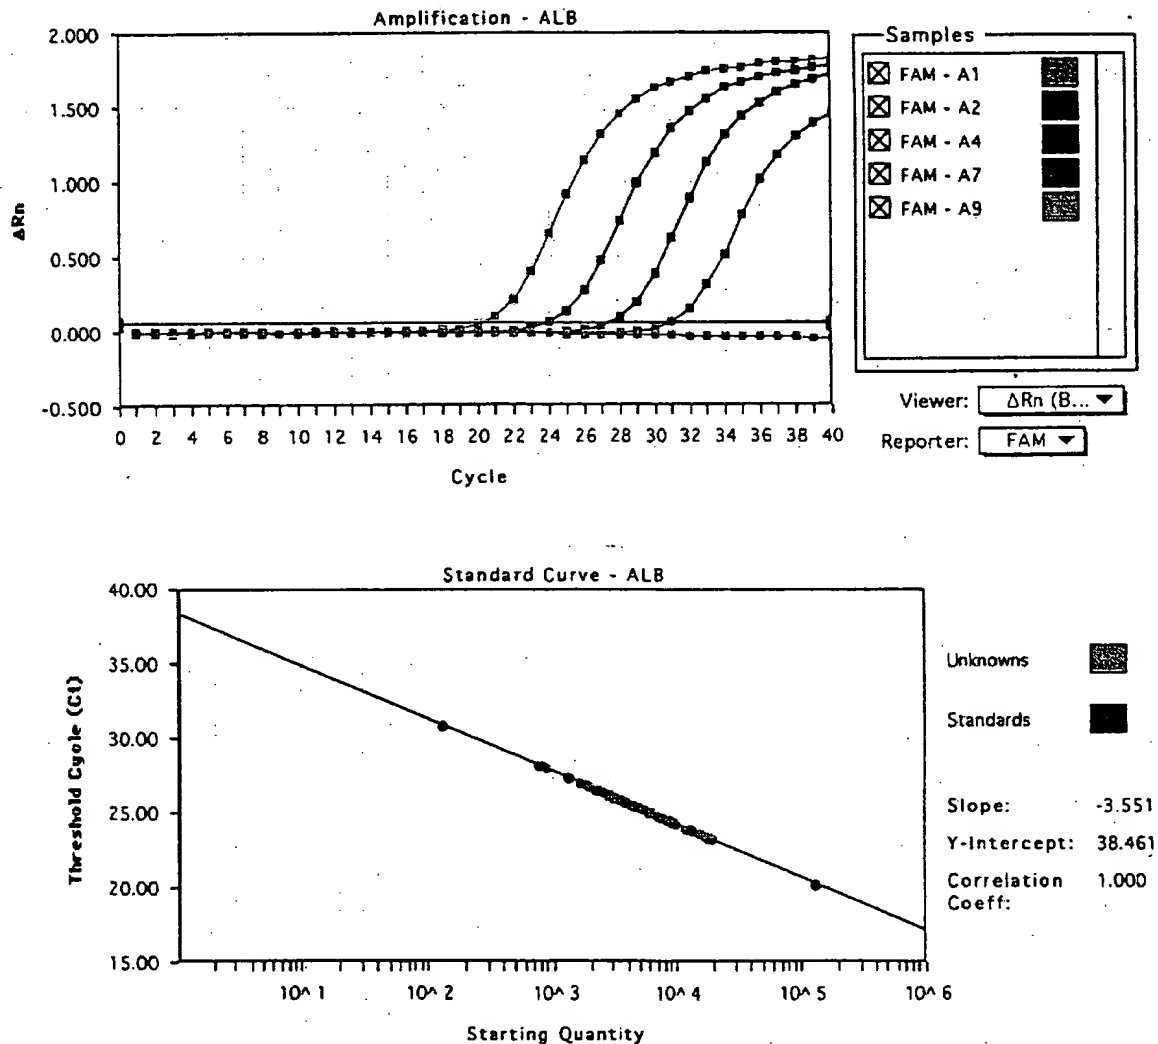 Amplification - ALB
2.000
1.500
1.000
0.500
0.000
-0.500
ΔRn
0 2 4 6 8 10 12 14 16 18 20 22 24 26 28 30 32 34 36 38 40
Cycle
Samples
FAM - A1
FAM - A2
FAM - A4
FAM - A7
FAM - A9
Viewer: ΔRn (B... ▼
Reporter: FAM ▼
Standard Curve - ALB
40.00
35.00
30.00
25.00
20.00
15.00
Threshold Cycle (Ct)
10^1 10^2 10^3 10^4 10^5 10^6
Starting Quantity
Unknowns
Standards
Slope: -3.551
Y-Intercept: 38.461
Correlation 1.000
Coeff: